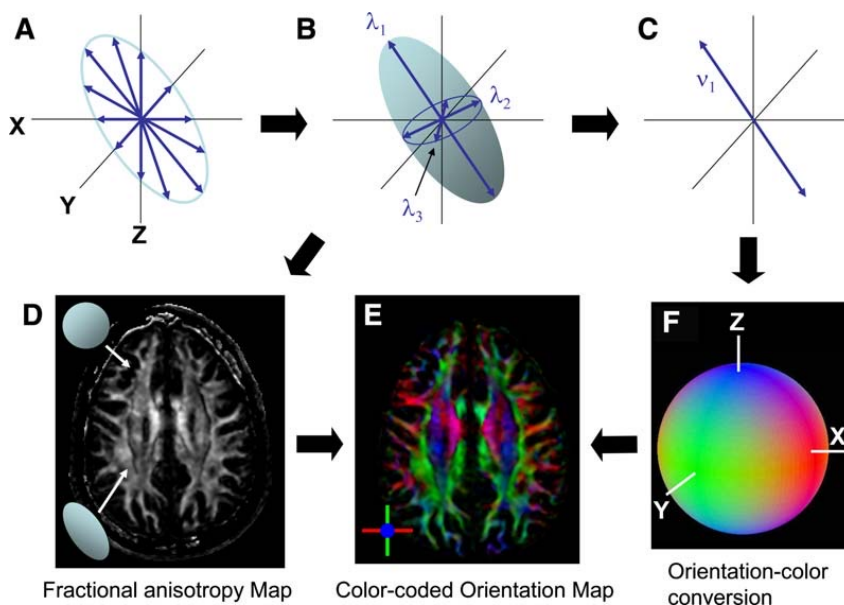 A
B
C
X
Y
Z
λ1
λ2
λ3
ν1
D
E
F
Z
X
Y
Fractional anisotropy Map
Color-coded Orientation Map
Orientation-color
conversion